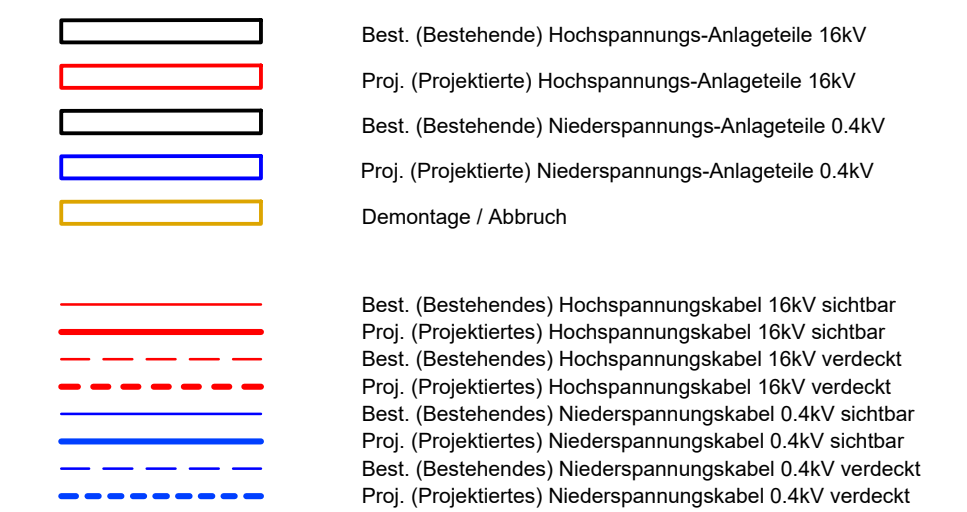 Best. (Bestehende) Hochspannungs-Anlageteile 16kV
Proj. (Projektierte) Hochspannungs-Anlageteile 16kV
Best. (Bestehende) Niederspannungs-Anlageteile 0.4kV
Proj. (Projektierte) Niederspannungs-Anlageteile 0.4kV
Demontage / Abbruch
Best. (Bestehendes) Hochspannungskabel 16kV sichtbar
Proj. (Projektiertes) Hochspannungskabel 16kV sichtbar
Best. (Bestehendes) Hochspannungskabel 16kV verdeckt
Proj. (Projektiertes) Hochspannungskabel 16kV verdeckt
Best. (Bestehendes) Niederspannungskabel 0.4kV sichtbar
Proj. (Projektiertes) Niederspannungskabel 0.4kV sichtbar
Best. (Bestehendes) Niederspannungskabel 0.4kV verdeckt
Proj. (Projektiertes) Niederspannungskabel 0.4kV verdeckt